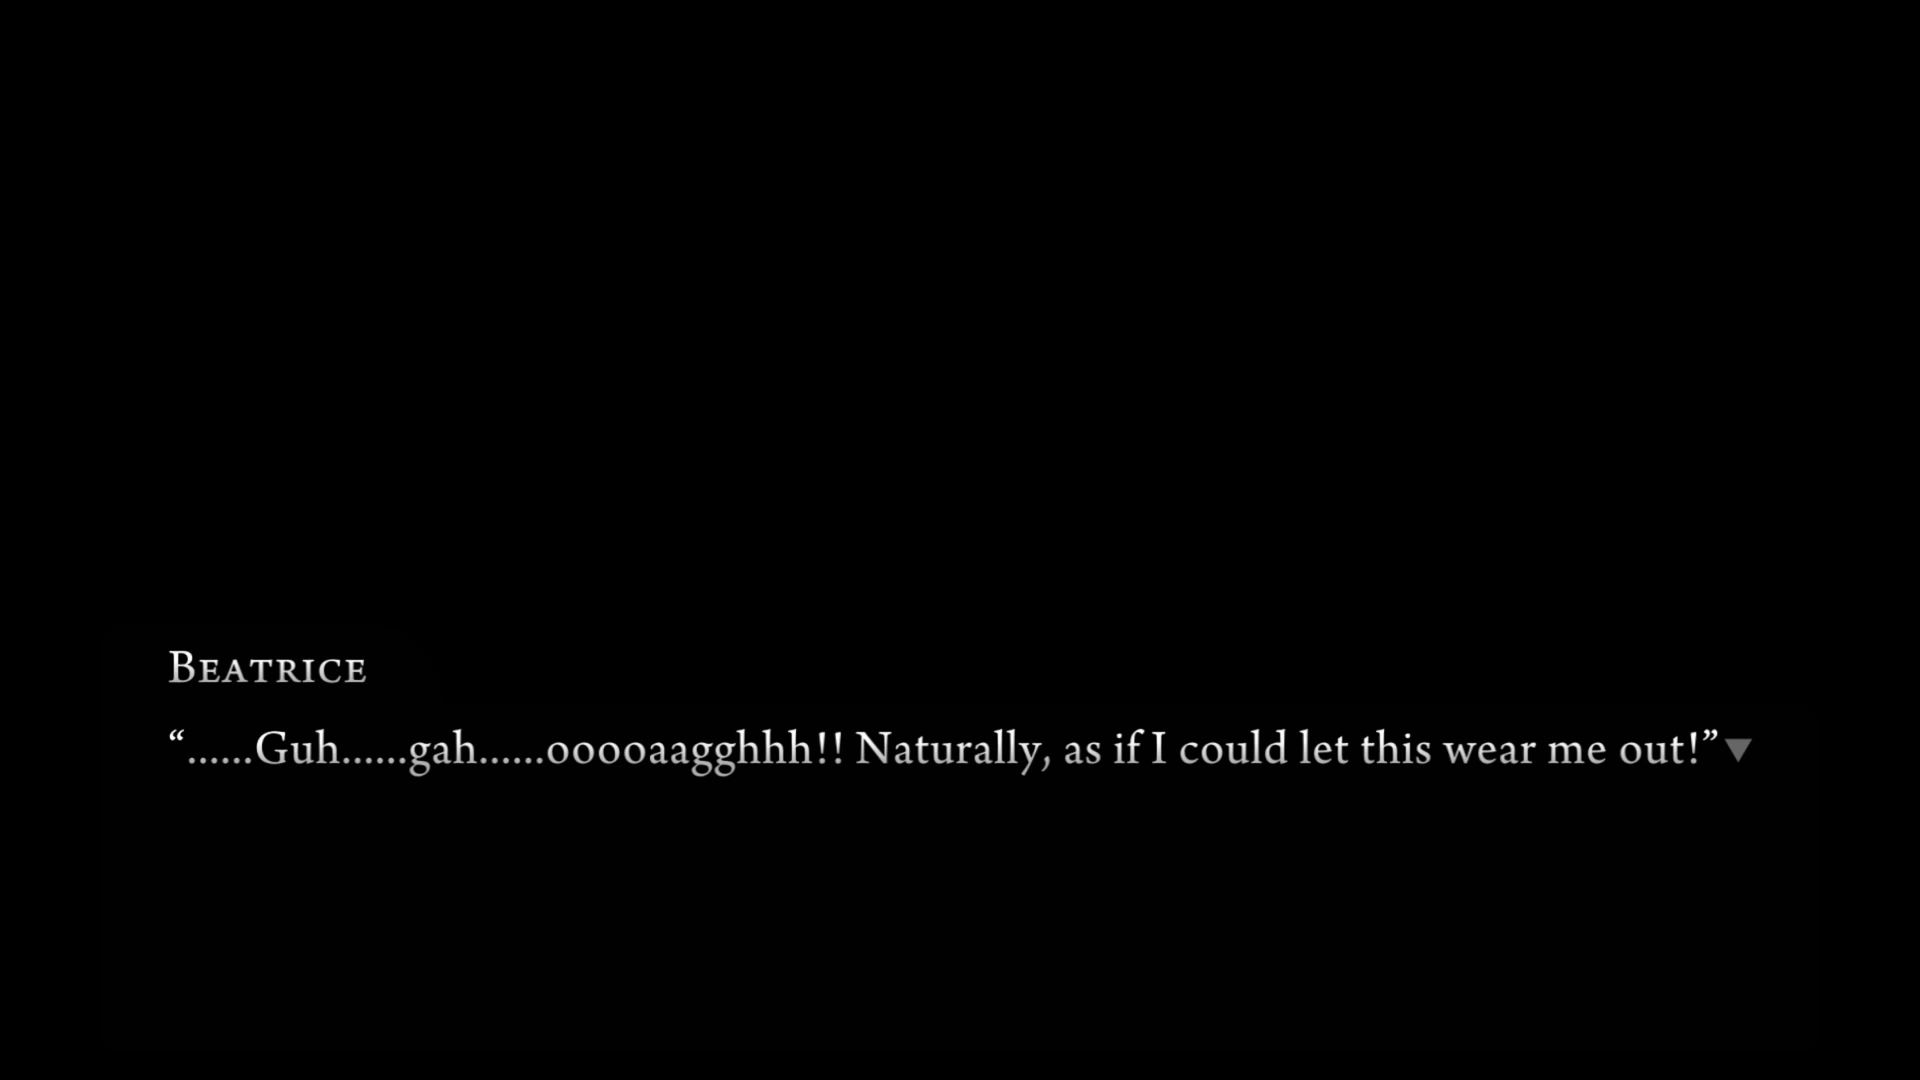 BEATRICE
“......Guh......gah......ooooaagghhh!! Naturally, as if I could let this wear me out!”